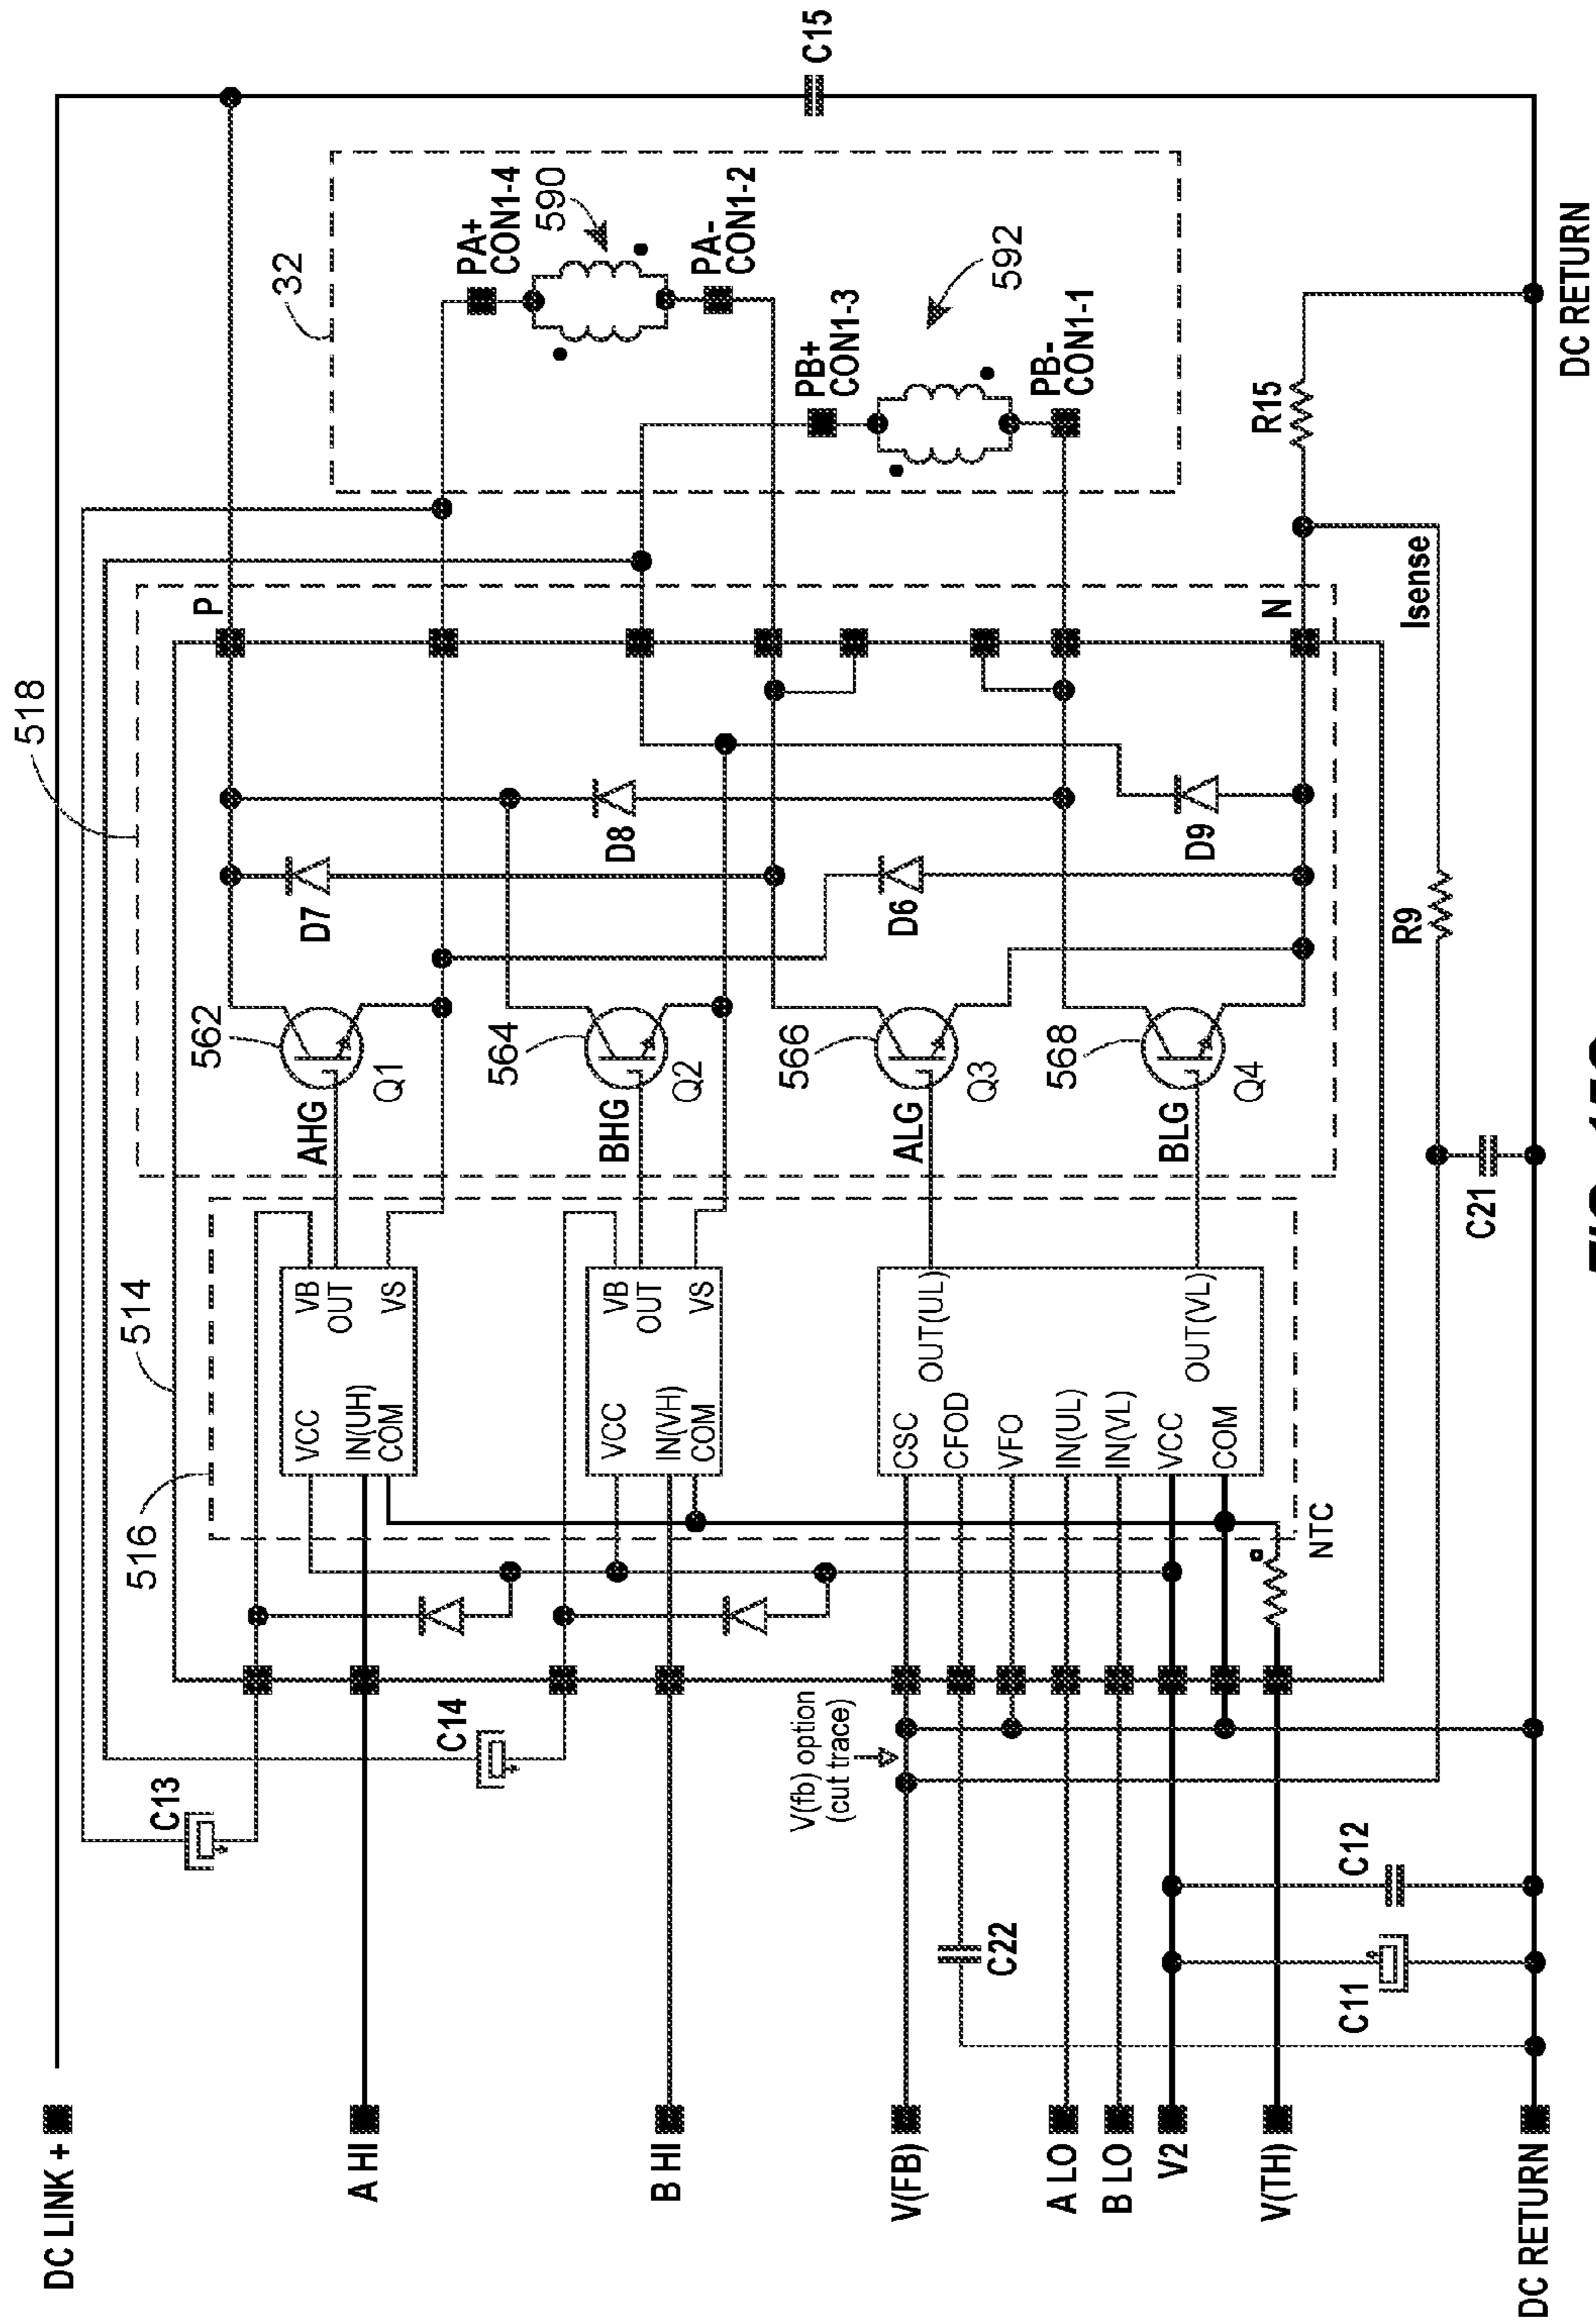 DC LINK +
A HI
B HI
V(FB)
A LO
B LO
V2
V(TH)
DC RETURN
C13
C14
V(fb) option
(cut trace)
C22
C11
C12
516
514
518
VCC
IN(UH)
COM
VB
OUT
VS
VCC
IN(VH)
COM
VB
OUT
VS
CSC
CFOD
VFO
IN(UL)
IN(VL)
VCC
COM
OUT(UL)
OUT(VL)
NTC
AHG
562
Q1
BHG
564
Q2
ALG
566
Q3
BLG
568
Q4
D7
D8
D6
D9
P
N
C21
R9
Isense
R15
32
PA+
CON1-4
590
PA-
CON1-2
PB+
CON1-3
592
PB-
CON1-1
C15
DC RETURN